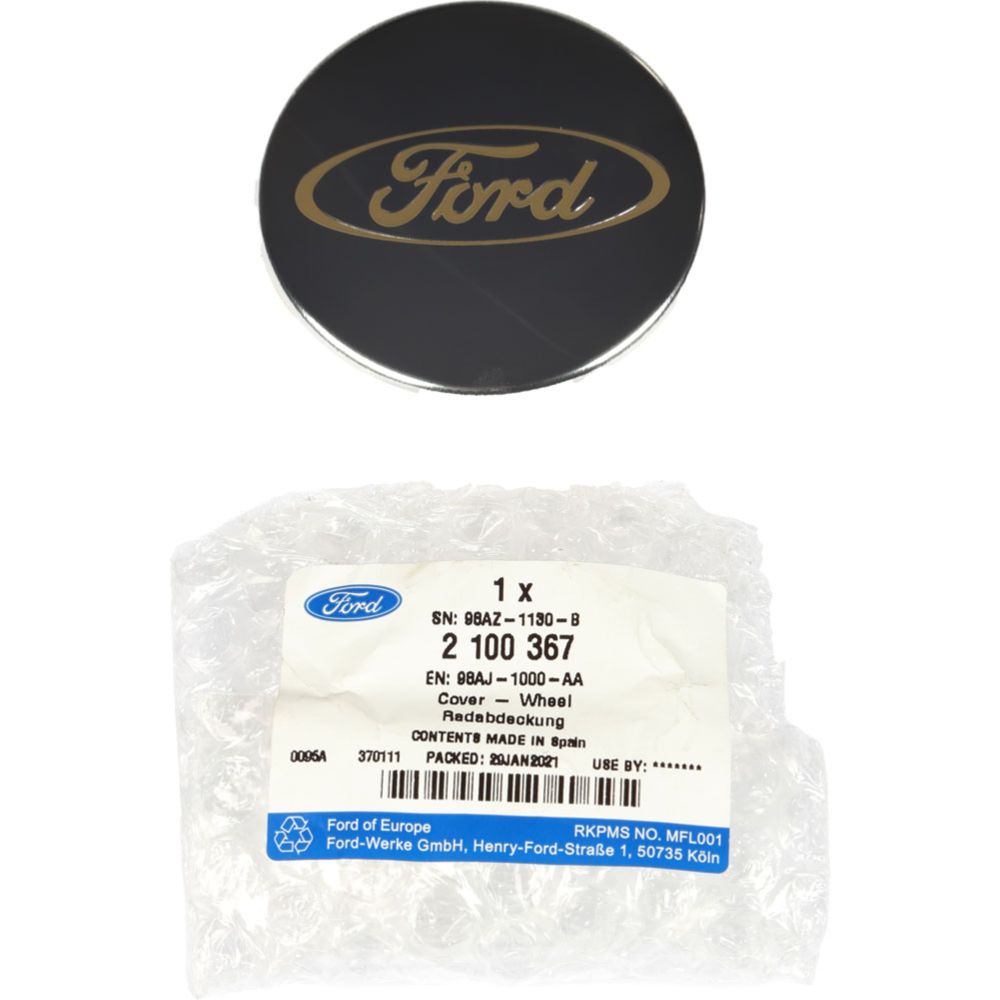 Ford
Ford
1 x
SN: 98AZ-1130-B
2 100 367
EN: 98AJ-1000-AA
Cover - Wheel
Radabdeckung
CONTENTS MADE IN Spain
0095A 370111 PACKED: 29JAN2021 USE BY: *******
Ford of Europe RKPMS NO. MFL001
Ford-Werke GmbH, Henry-Ford-Straße 1, 50735 Köln